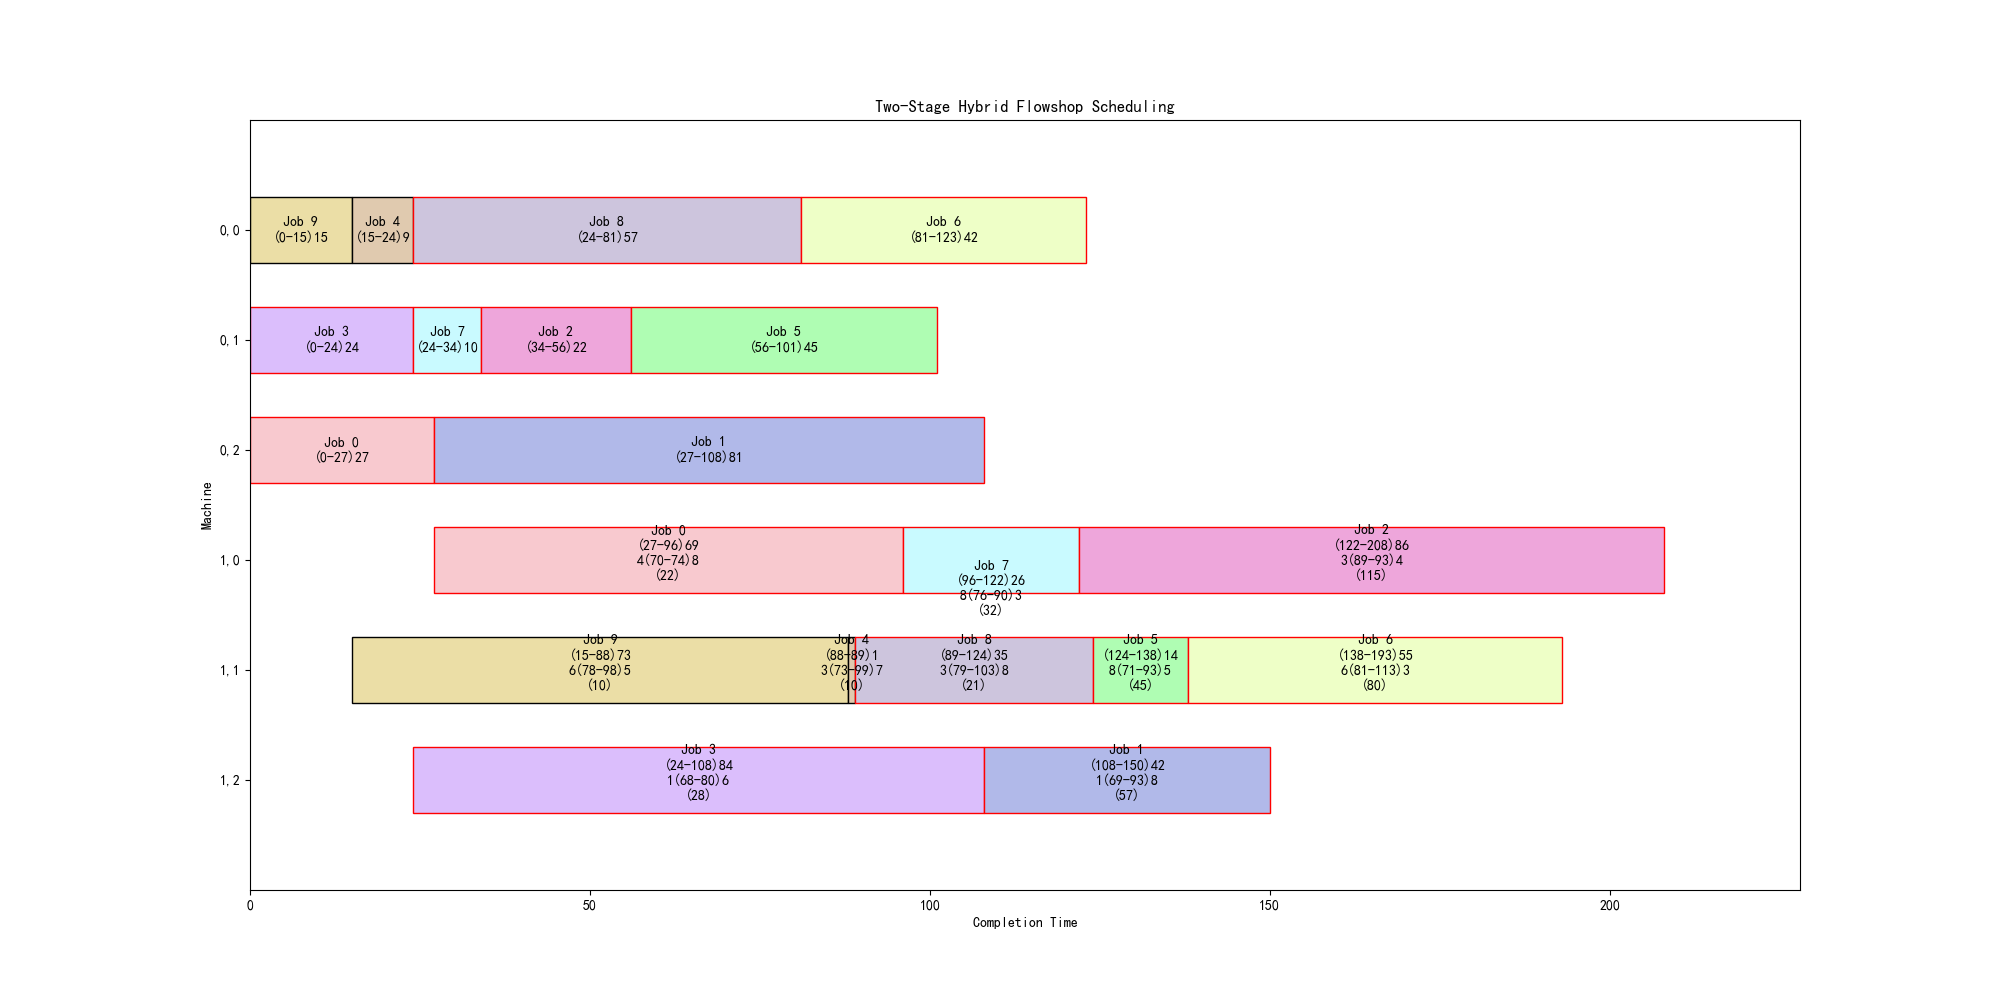 Two-Stage Hybrid Flowshop Scheduling
Machine
0,0
Job 9
(0-15)15
Job 4
(15-24)9
Job 8
(24-81)57
Job 6
(81-123)42
0,1
Job 3
(0-24)24
Job 7
(24-34)10
Job 2
(34-56)22
Job 5
(56-101)45
0,2
Job 0
(0-27)27
Job 1
(27-108)81
1,0
Job 0
(27-96)69
4(70-74)8
(22)
Job 7
(96-122)26
8(76-90)3
(32)
Job 2
(122-208)86
3(89-93)4
(115)
1,1
Job 9
(15-88)73
6(78-98)5
(10)
Job 4
(88-89)1
3(73-99)7
(10)
Job 8
(89-124)35
3(79-103)8
(21)
Job 5
(124-138)14
8(71-93)5
(45)
Job 6
(138-193)55
6(81-113)3
(80)
1,2
Job 3
(24-108)84
1(68-80)6
(28)
Job 1
(108-150)42
1(69-93)8
(57)
0
50
100
150
200
Completion Time